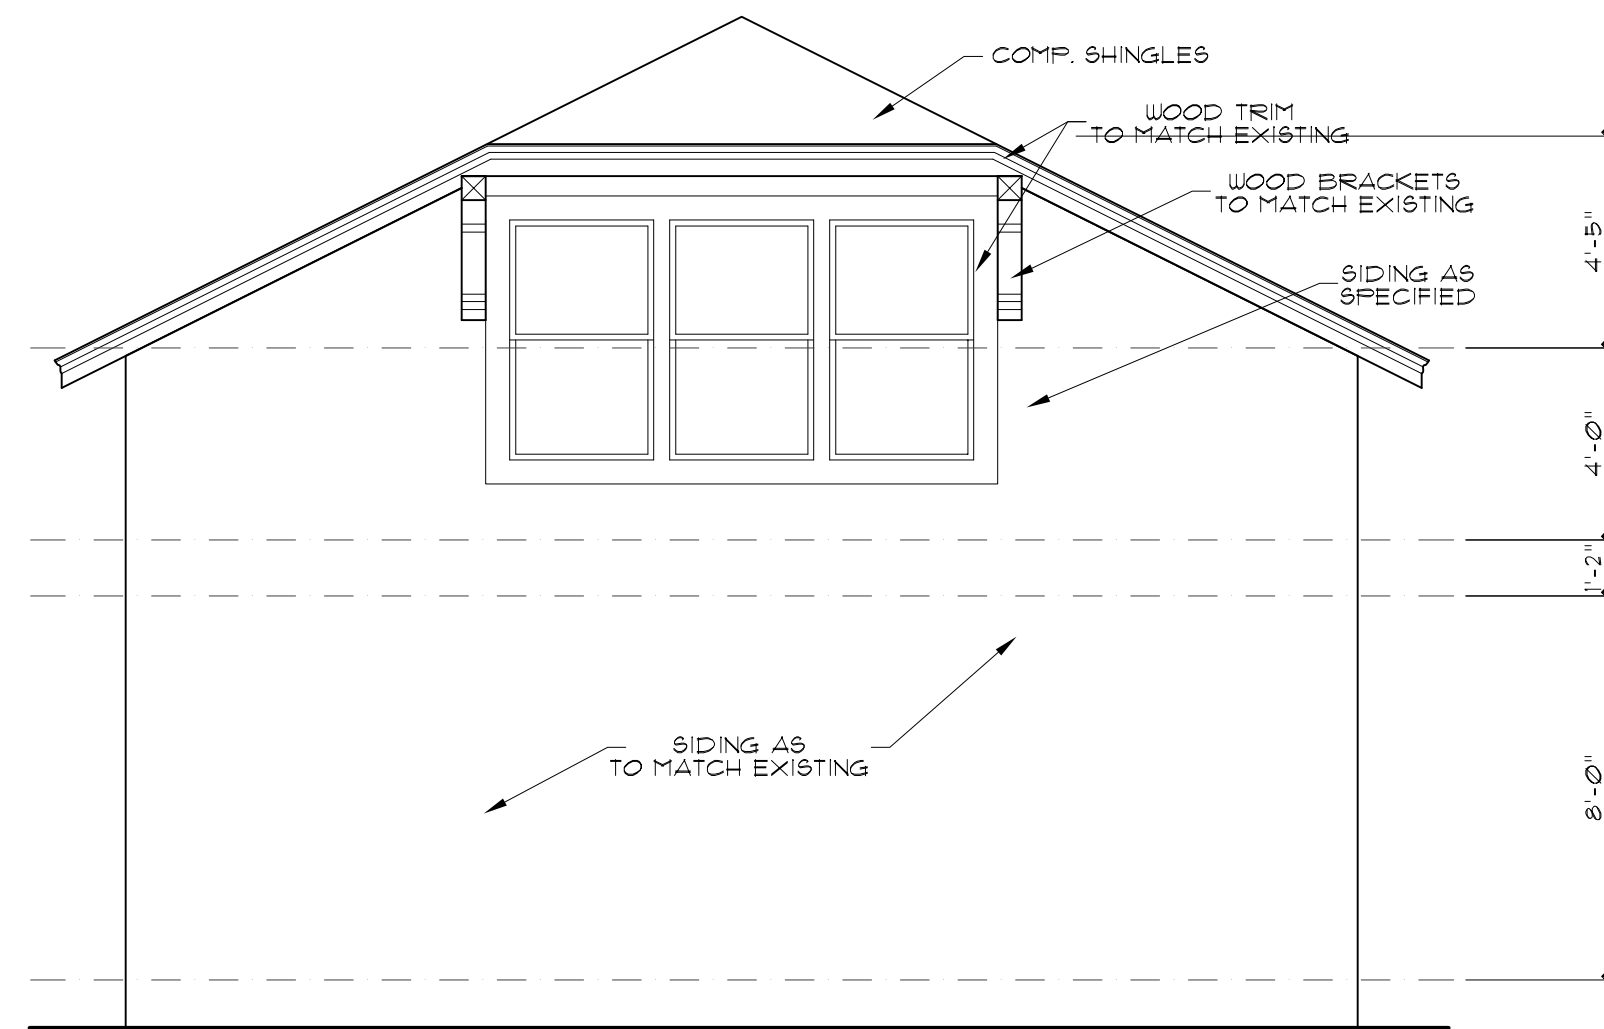 COMP. SHINGLES
WOOD TRIM
TO MATCH EXISTING
WOOD BRACKETS
TO MATCH EXISTING
4'-5"
SIDING AS
SPECIFIED
4'-0"
1'-2"
SIDING AS
TO MATCH EXISTING
8'-0"